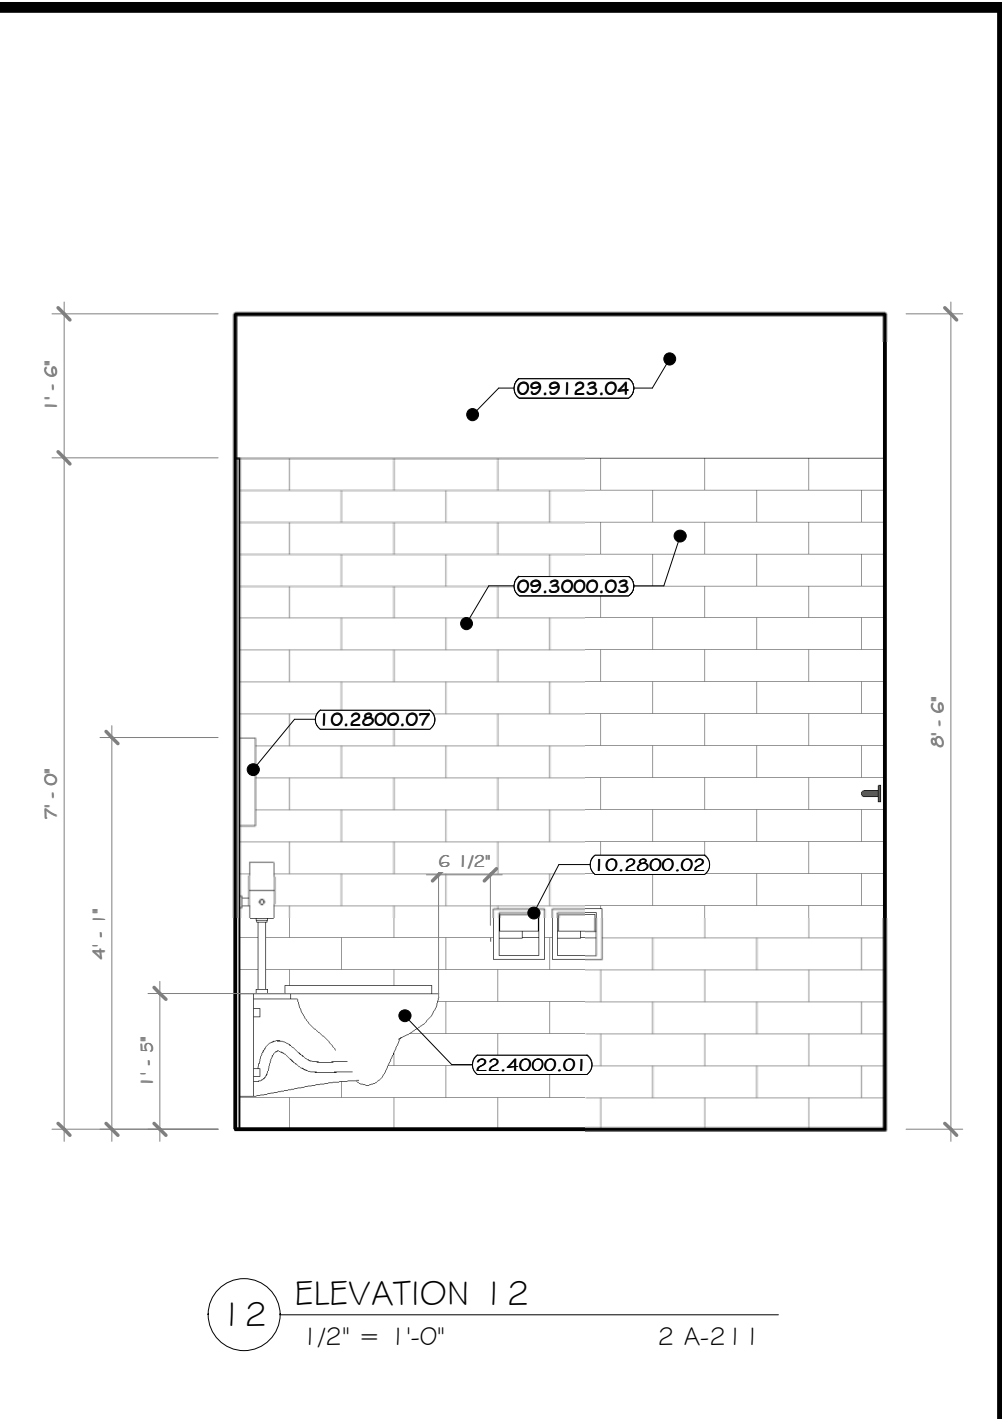 1' - 6"
09.9123.04
09.3000.03
10.2800.07
8' - 6"
7' - 0"
6 1/2"
10.2800.02
4' - 1"
1' - 5"
22.4000.01
12
ELEVATION 12
1/2" = 1'-0"
2 A-211